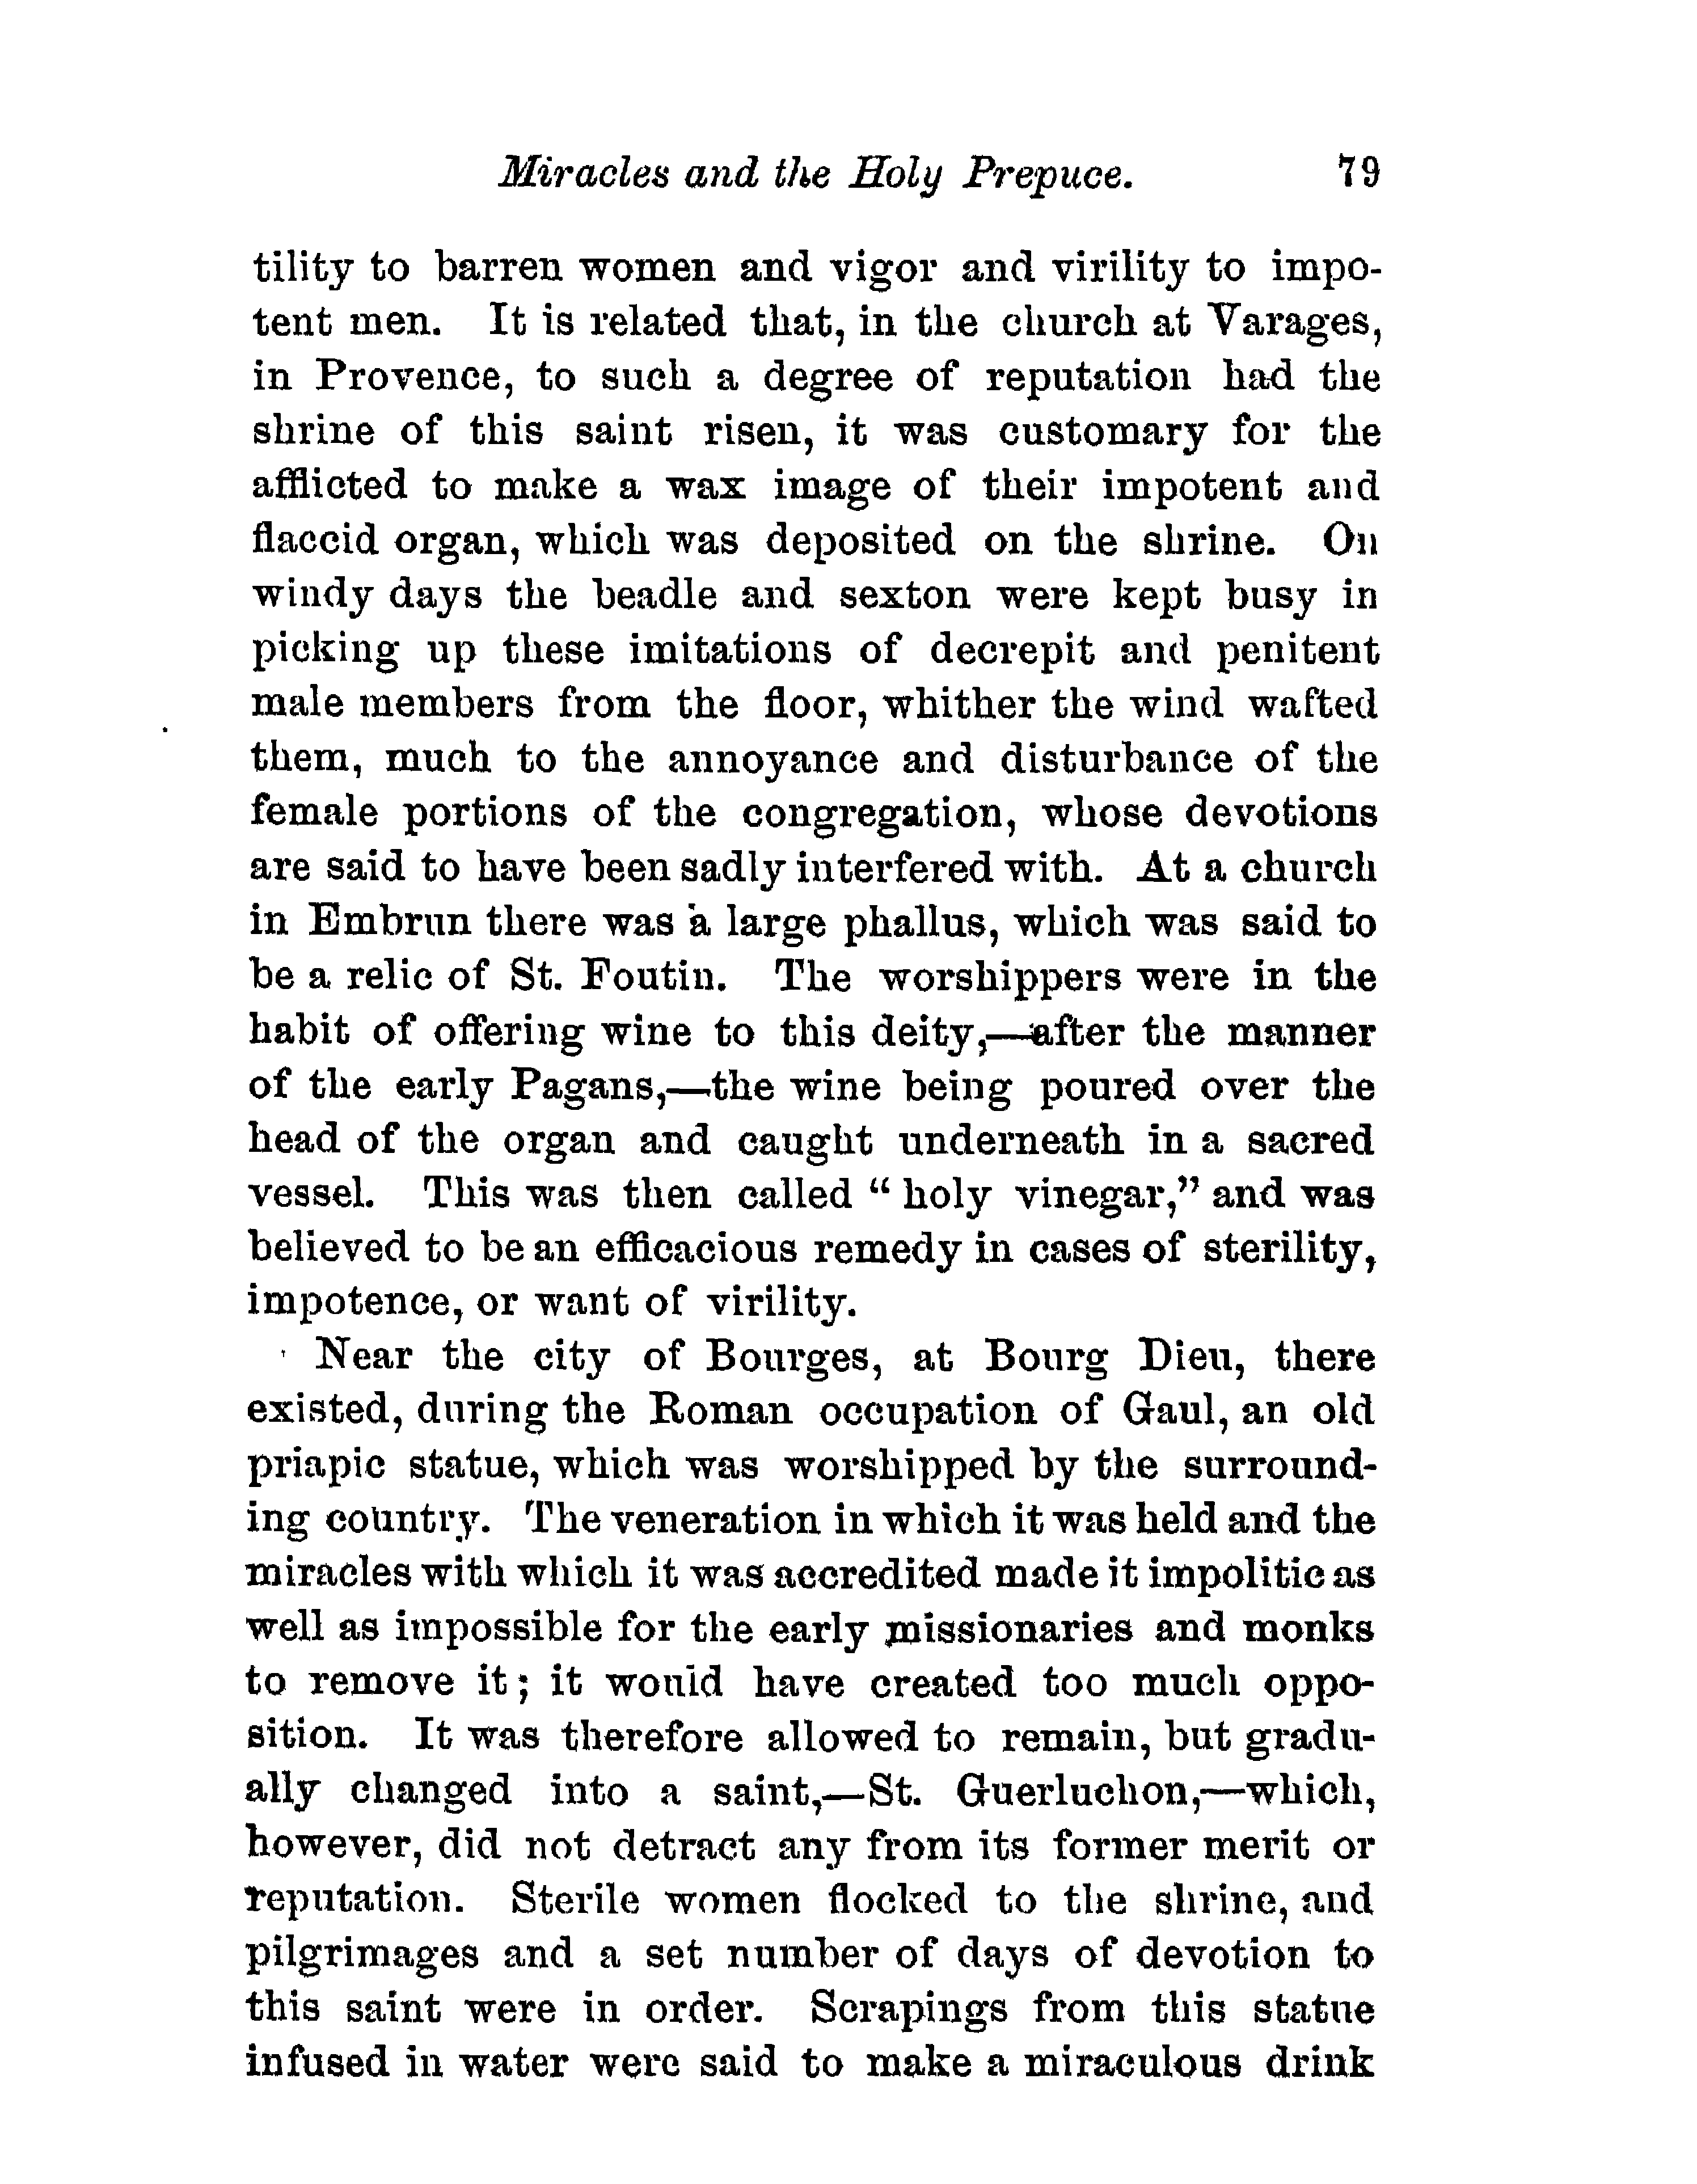 Miracles and the Holy Prepuce. 79
tility to barren women and vigor and virility to impo-
tent men. It is related that, in the church at Varages,
in Provence, to such a degree of reputation had the
shrine of this saint risen, it was customary for the
afflicted to make a wax image of their impotent and
flaccid organ, which was deposited on the shrine. On
windy days the beadle and sexton were kept busy in
picking up these imitations of decrepit and penitent
male members from the floor, whither the wind wafted
them, much to the annoyance and disturbance of the
female portions of the congregation, whose devotions
are said to have been sadly interfered with. At a church
in Embrun there was a large phallus, which was said to
be a relic of St. Foutin. The worshippers were in the
habit of offering wine to this deity,—after the manner
of the early Pagans,—the wine being poured over the
head of the organ and caught underneath in a sacred
vessel. This was then called "holy vinegar," and was
believed to be an efficacious remedy in cases of sterility,
impotence, or want of virility.
Near the city of Bourges, at Bourg Dieu, there
existed, during the Roman occupation of Gaul, an old
priapic statue, which was worshipped by the surround-
ing country. The veneration in which it was held and the
miracles with which it was accredited made it impolitic as
well as impossible for the early missionaries and monks
to remove it; it would have created too much oppo-
sition. It was therefore allowed to remain, but gradu-
ally changed into a saint,—St. Guerluchon,—which,
however, did not detract any from its former merit or
reputation. Sterile women flocked to the shrine, and
pilgrimages and a set number of days of devotion to
this saint were in order. Scrapings from this statue
infused in water were said to make a miraculous drink